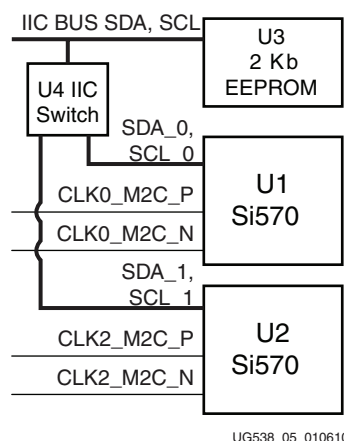 IIC BUS SDA, SCL
U3
2 Kb
EEPROM
U4 IIC
Switch
SDA_0,
SCL_0
U1
Si570
CLK0_M2C_P
CLK0_M2C_N
SDA_1,
SCL_1
U2
Si570
CLK2_M2C_P
CLK2_M2C_N
UG538_05_010610